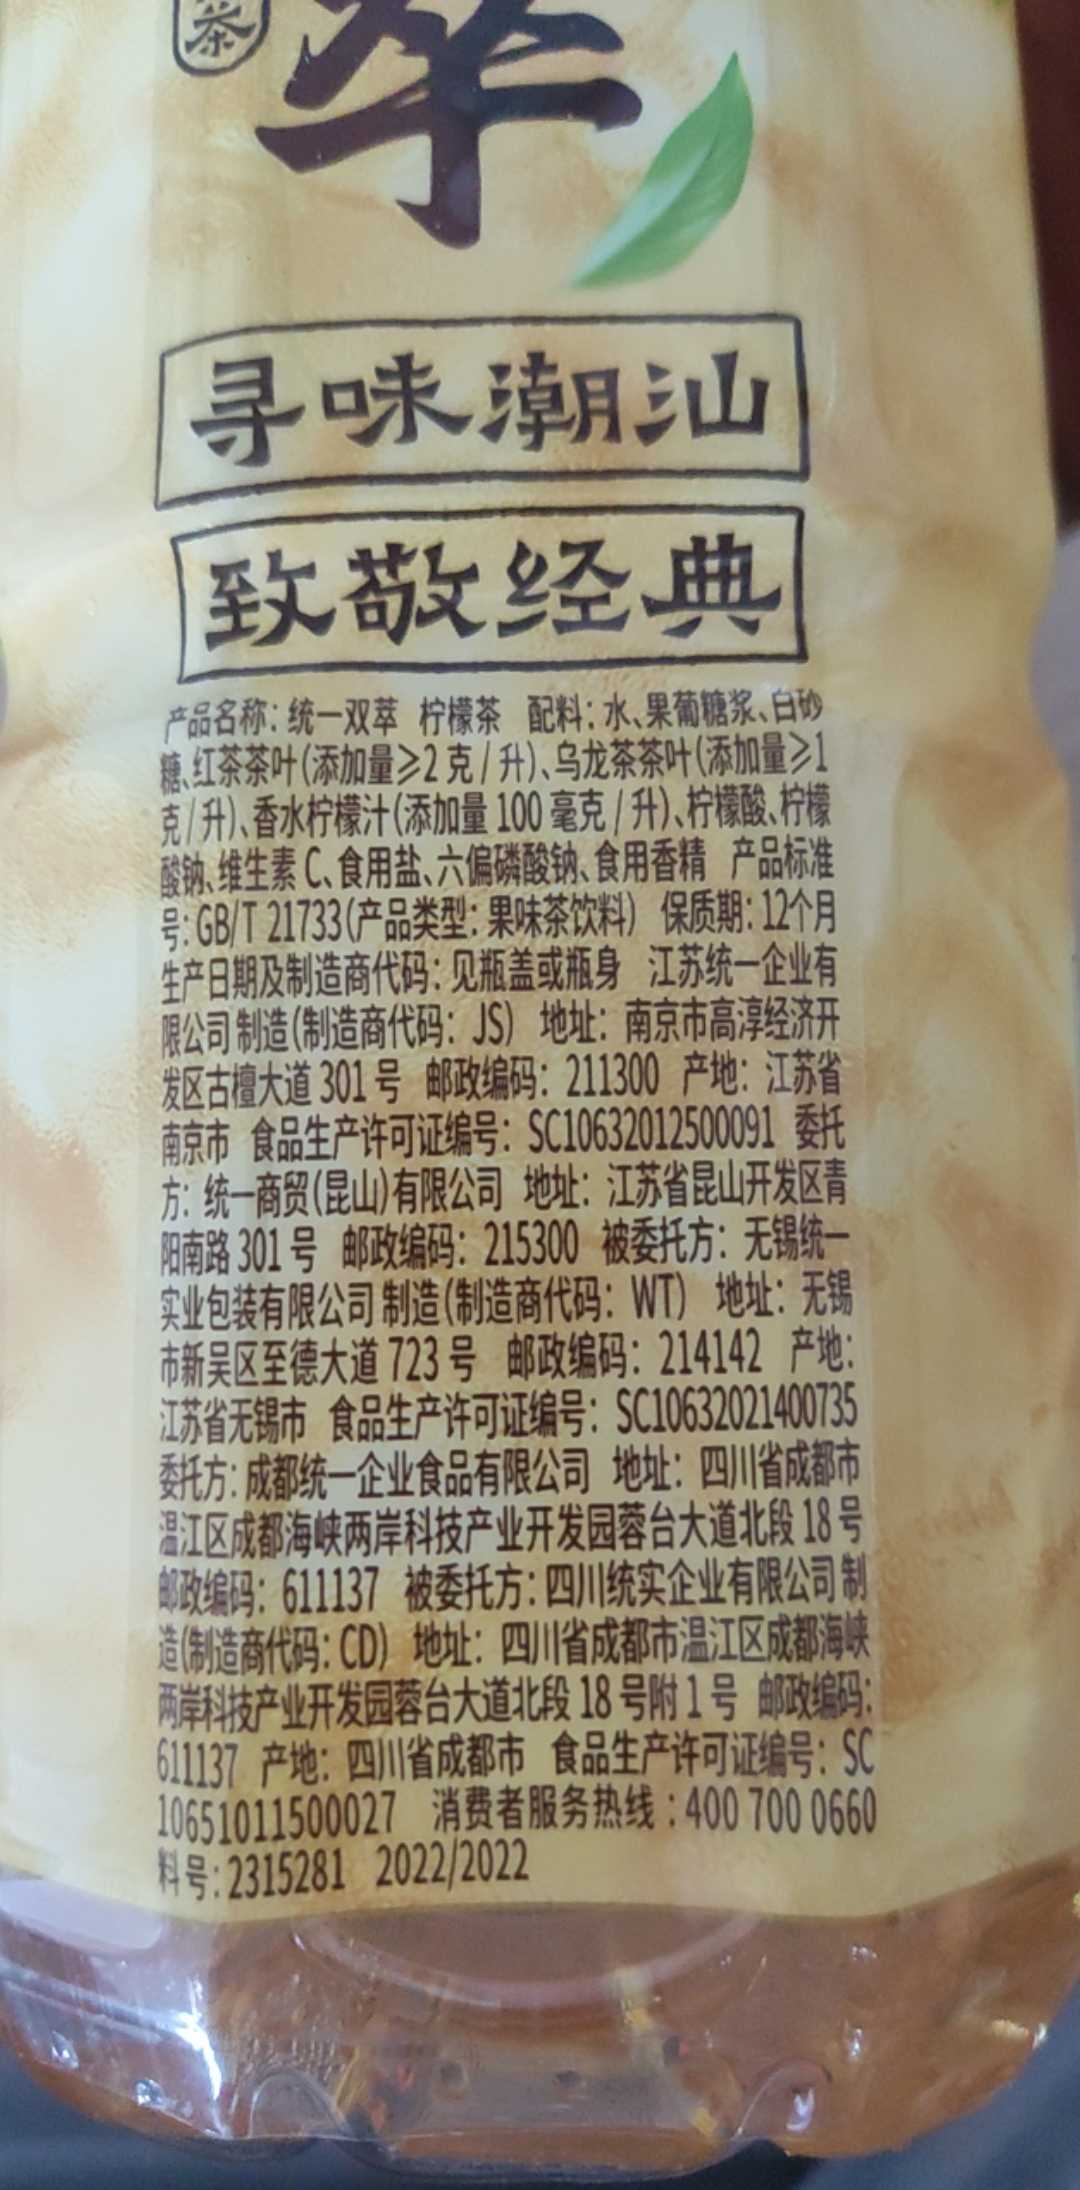 茶
萃
寻味潮汕
致敬经典
产品名称：统一双萃 柠檬茶 配料：水、果葡糖浆、白砂
糖、红茶茶叶(添加量≥2克/升)、乌龙茶茶叶(添加量≥1
克/升)、香水柠檬汁(添加量 100 毫克/升)、柠檬酸、柠檬
酸钠、维生素 C、食用盐、六偏磷酸钠、食用香精 产品标准
号：GB/T 21733(产品类型：果味茶饮料) 保质期：12个月
生产日期及制造商代码：见瓶盖或瓶身 江苏统一企业有
限公司 制造(制造商代码：JS) 地址：南京市高淳经济开
发区古檀大道 301 号 邮政编码：211300 产地：江苏省
南京市 食品生产许可证编号：SC10632012500091 委托
方：统一商贸(昆山)有限公司 地址：江苏省昆山开发区青
阳南路 301 号 邮政编码：215300 被委托方：无锡统一
实业包装有限公司 制造(制造商代码：WT) 地址：无锡
市新吴区至德大道 723 号 邮政编码：214142 产地：
江苏省无锡市 食品生产许可证编号：SC10632021400735
委托方：成都统一企业食品有限公司 地址：四川省成都市
温江区成都海峡两岸科技产业开发园蓉台大道北段 18 号
邮政编码：611137 被委托方：四川统实企业有限公司 制
造(制造商代码：CD) 地址：四川省成都市温江区成都海峡
两岸科技产业开发园蓉台大道北段 18 号附 1 号 邮政编码：
611137 产地：四川省成都市 食品生产许可证编号：SC
10651011500027 消费者服务热线：400 700 0660
料号：2315281 2022/2022